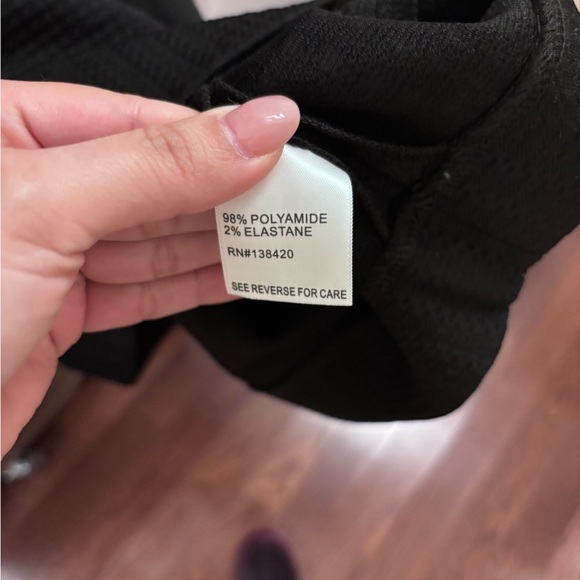 98% POLYAMIDE
2% ELASTANE
RN#138420
SEE REVERSE FOR CARE